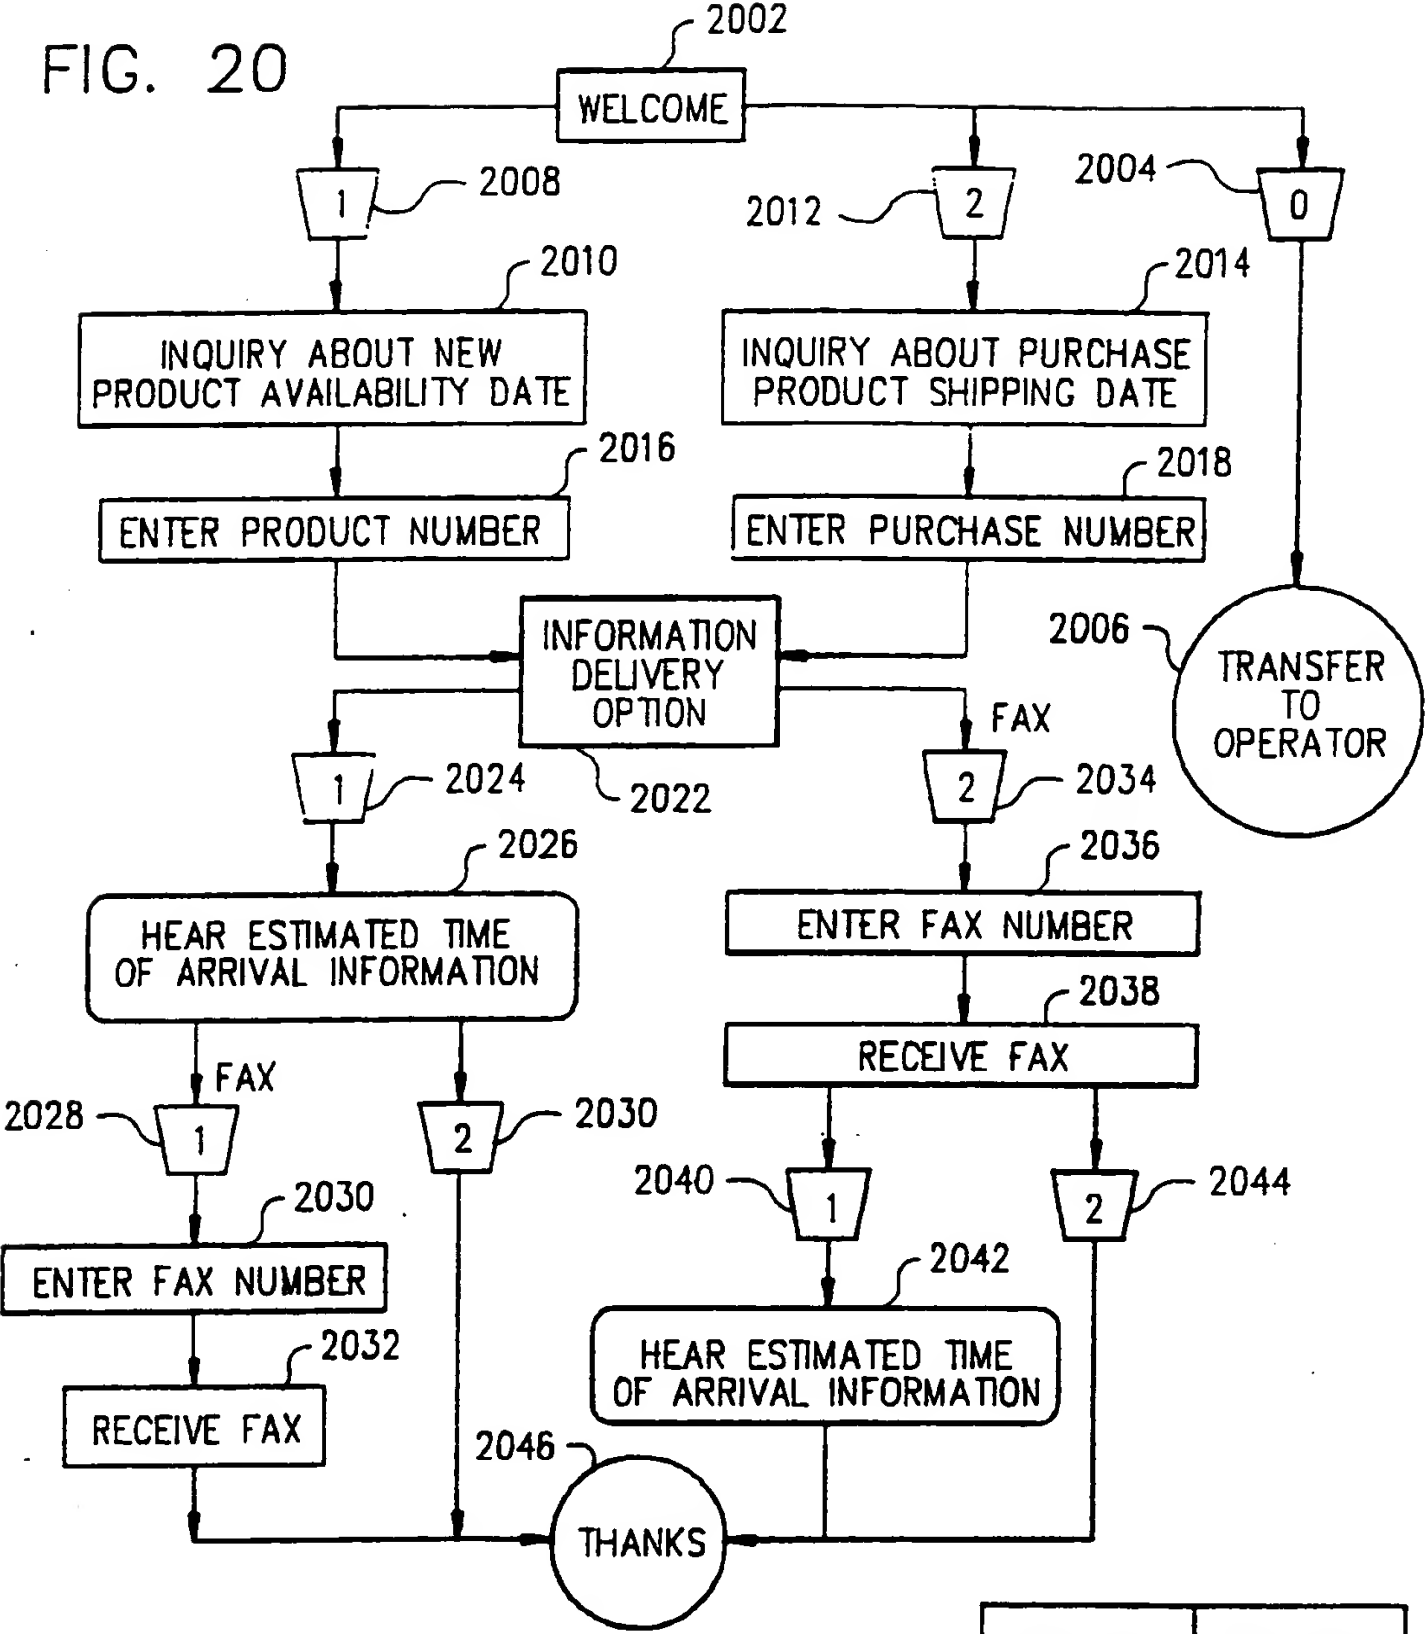 FIG. 20
2002
WELCOME
1
2008
2012
2
2004
0
2010
2014
INQUIRY ABOUT NEW
PRODUCT AVAILABILITY DATE
INQUIRY ABOUT PURCHASE
PRODUCT SHIPPING DATE
2016
2018
ENTER PRODUCT NUMBER
ENTER PURCHASE NUMBER
INFORMATION
DELIVERY
OPTION
2006
TRANSFER
TO
OPERATOR
FAX
1
2024
2022
2
2034
2026
2036
HEAR ESTIMATED TIME
OF ARRIVAL INFORMATION
ENTER FAX NUMBER
2038
RECEIVE FAX
FAX
2028
1
2
2030
2040
1
2
2044
2030
ENTER FAX NUMBER
2042
2032
HEAR ESTIMATED TIME
OF ARRIVAL INFORMATION
RECEIVE FAX
2046
THANKS